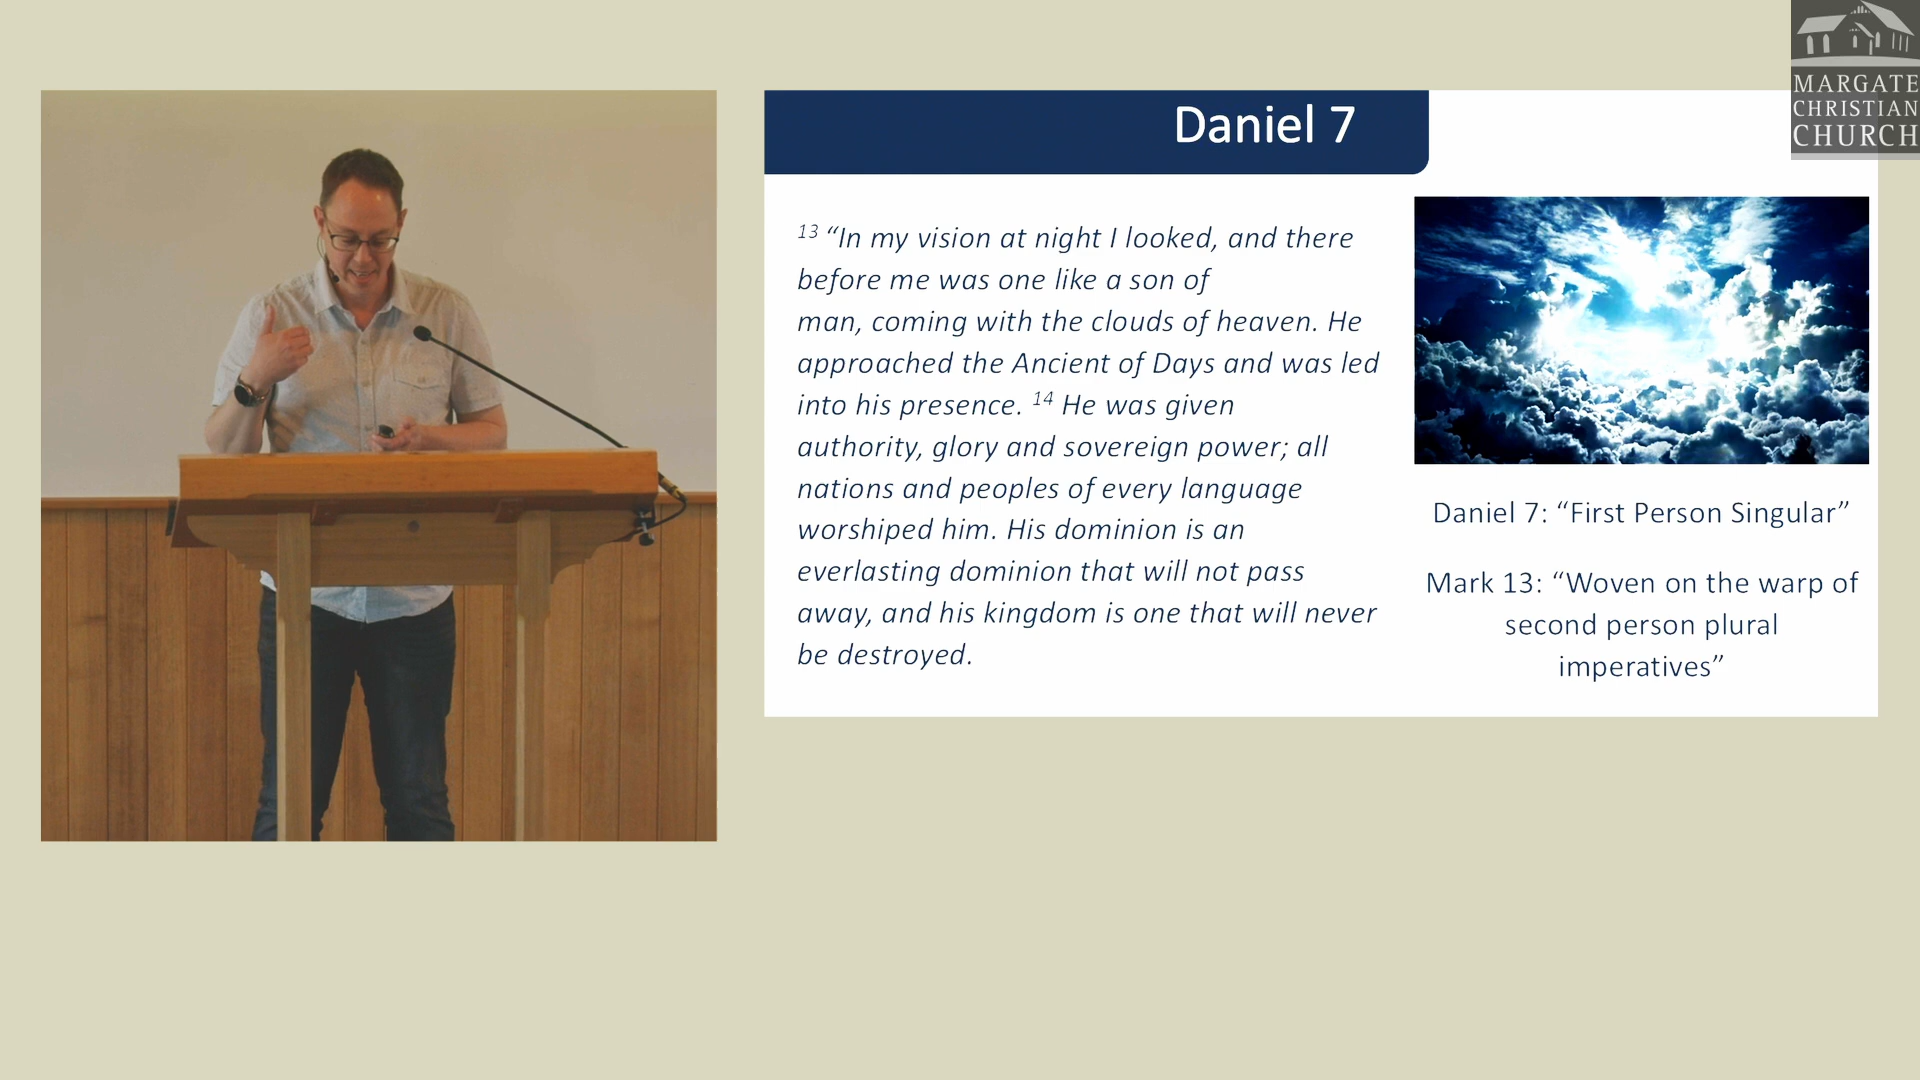 MARGATE
CHRISTIAN
CHURCH
Daniel 7
13 “In my vision at night I looked, and there
before me was one like a son of
man, coming with the clouds of heaven. He
approached the Ancient of Days and was led
into his presence. 14 He was given
authority, glory and sovereign power; all
nations and peoples of every language
worshiped him. His dominion is an
everlasting dominion that will not pass
away, and his kingdom is one that will never
be destroyed.
Daniel 7: “First Person Singular”
Mark 13: “Woven on the warp of
second person plural
imperatives”